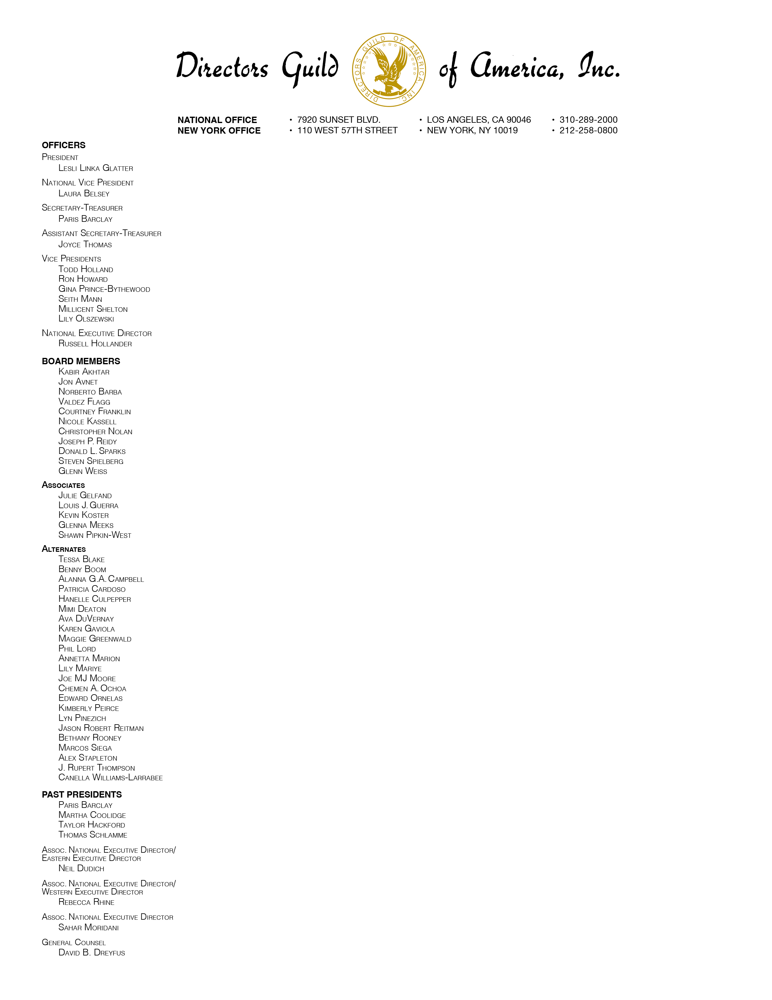 Directors Guild of America, Inc.
DIRECTORS GUILD OF AMERICA, INC.
NATIONAL OFFICE • 7920 SUNSET BLVD. • LOS ANGELES, CA 90046 • 310-289-2000
NEW YORK OFFICE • 110 WEST 57TH STREET • NEW YORK, NY 10019 • 212-258-0800
OFFICERS
President
Lesli Linka Glatter
National Vice President
Laura Belsey
Secretary-Treasurer
Paris Barclay
Assistant Secretary-Treasurer
Joyce Thomas
Vice Presidents
Todd Holland
Ron Howard
Gina Prince-Bythewood
Seith Mann
Millicent Shelton
Lily Olszewski
National Executive Director
Russell Hollander
BOARD MEMBERS
Kabir Akhtar
Jon Avnet
Norberto Barba
Valdez Flagg
Courtney Franklin
Nicole Kassell
Christopher Nolan
Joseph P. Reidy
Donald L. Sparks
Steven Spielberg
Glenn Weiss
Associates
Julie Gelfand
Louis J. Guerra
Kevin Koster
Glenna Meeks
Shawn Pipkin-West
Alternates
Tessa Blake
Benny Boom
Alanna G.A. Campbell
Patricia Cardoso
Hanelle Culpepper
Mimi Deaton
Ava DuVernay
Karen Gaviola
Maggie Greenwald
Phil Lord
Annetta Marion
Lily Mariye
Joe MJ Moore
Chemen A. Ochoa
Edward Ornelas
Kimberly Peirce
Lyn Pinezich
Jason Robert Reitman
Bethany Rooney
Marcos Siega
Alex Stapleton
J. Rupert Thompson
Canella Williams-Larrabee
PAST PRESIDENTS
Paris Barclay
Martha Coolidge
Taylor Hackford
Thomas Schlamme
Assoc. National Executive Director/
Eastern Executive Director
Neil Dudich
Assoc. National Executive Director/
Western Executive Director
Rebecca Rhine
Assoc. National Executive Director
Sahar Moridani
General Counsel
David B. Dreyfus